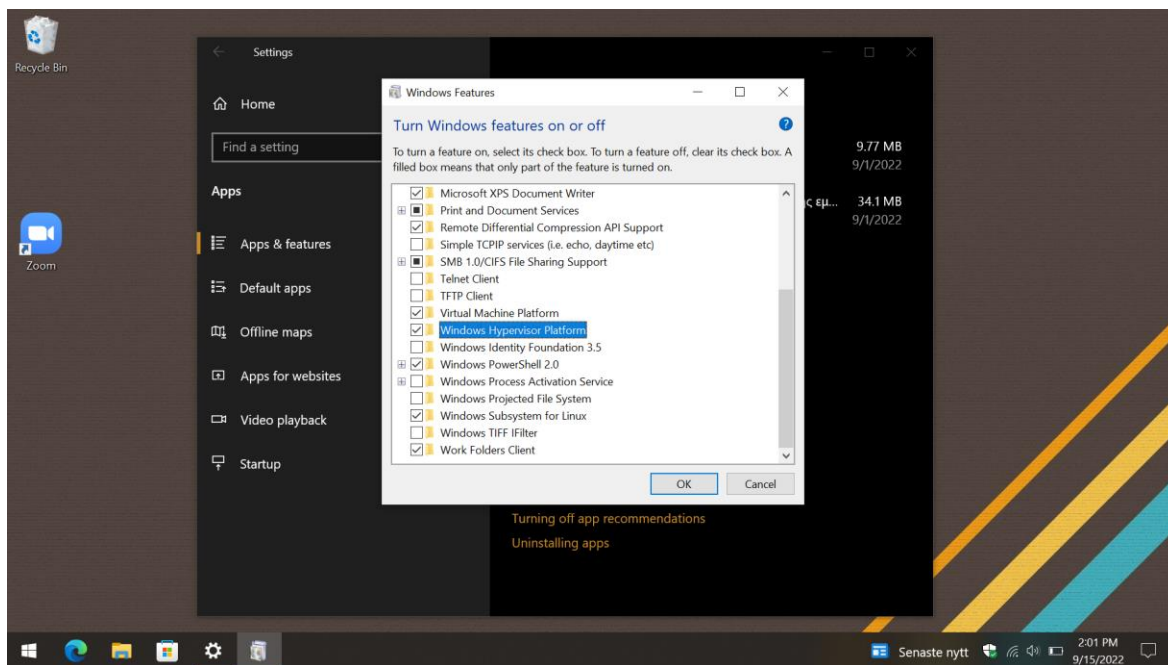 Recycle Bin
Zoom
Settings
Home
Find a setting
Apps
Apps & features
Default apps
Offline maps
Apps for websites
Video playback
Startup
9.77 MB
9/1/2022
ς εμ...
34.1 MB
9/1/2022
Windows Features
Turn Windows features on or off
To turn a feature on, select its check box. To turn a feature off, clear its check box. A
filled box means that only part of the feature is turned on.
Microsoft XPS Document Writer
Print and Document Services
Remote Differential Compression API Support
Simple TCPIP services (i.e. echo, daytime etc)
SMB 1.0/CIFS File Sharing Support
Telnet Client
TFTP Client
Virtual Machine Platform
Windows Hypervisor Platform
Windows Identity Foundation 3.5
Windows PowerShell 2.0
Windows Process Activation Service
Windows Projected File System
Windows Subsystem for Linux
Windows TIFF IFilter
Work Folders Client
OK
Cancel
Turning off app recommendations
Uninstalling apps
Senaste nytt
2:01 PM
9/15/2022